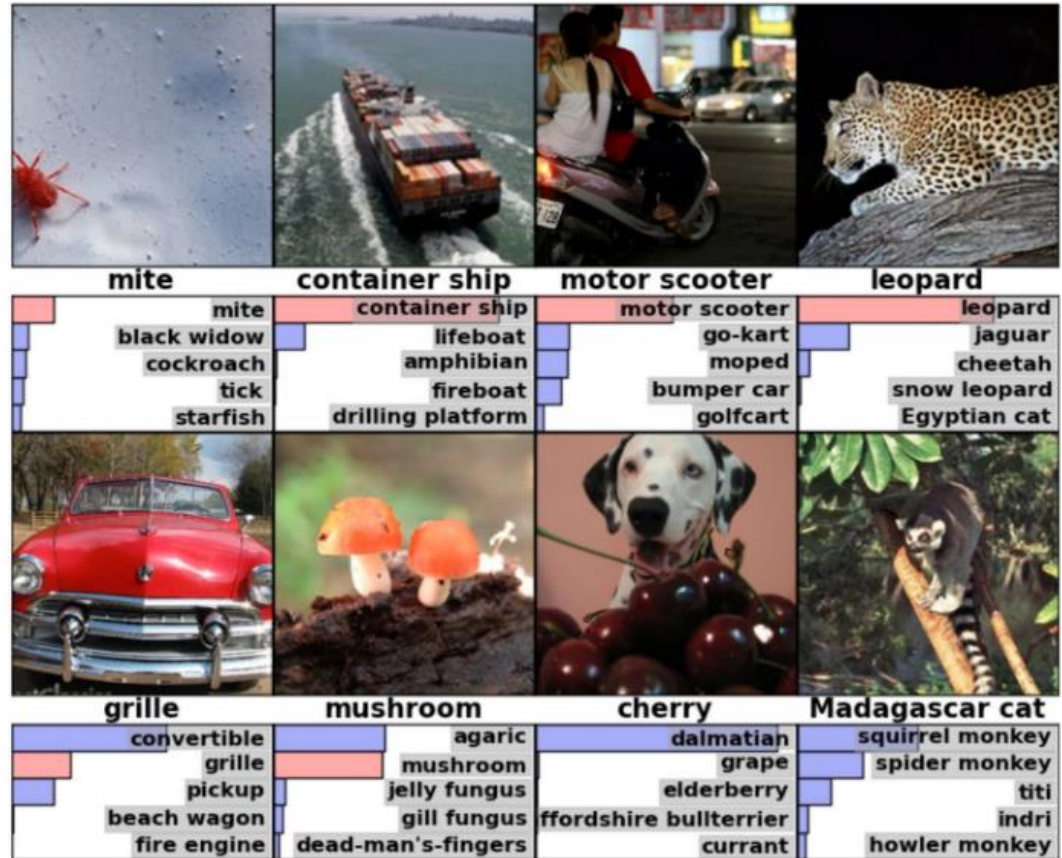 mite
container ship
motor scooter
leopard
mite
black widow
cockroach
tick
starfish
container ship
lifeboat
amphibian
fireboat
drilling platform
motor scooter
go-kart
moped
bumper car
golfcart
leopard
jaguar
cheetah
snow leopard
Egyptian cat
grille
mushroom
cherry
Madagascar cat
convertible
grille
pickup
beach wagon
fire engine
agaric
mushroom
jelly fungus
gill fungus
dead-man's-fingers
dalmatian
grape
elderberry
ffordshire bullterrier
currant
squirrel monkey
spider monkey
titi
indri
howler monkey